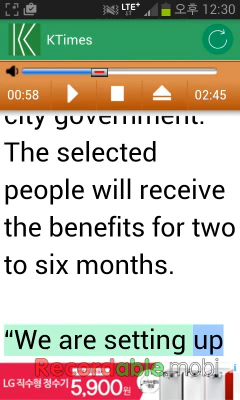 LTE 오후 12:30
KTimes
00:58 02:45
city government.
The selected
people will receive
the benefits for two
to six months.
“We are setting up
Recordable.mobi
LG직수형 정수기 5,900원